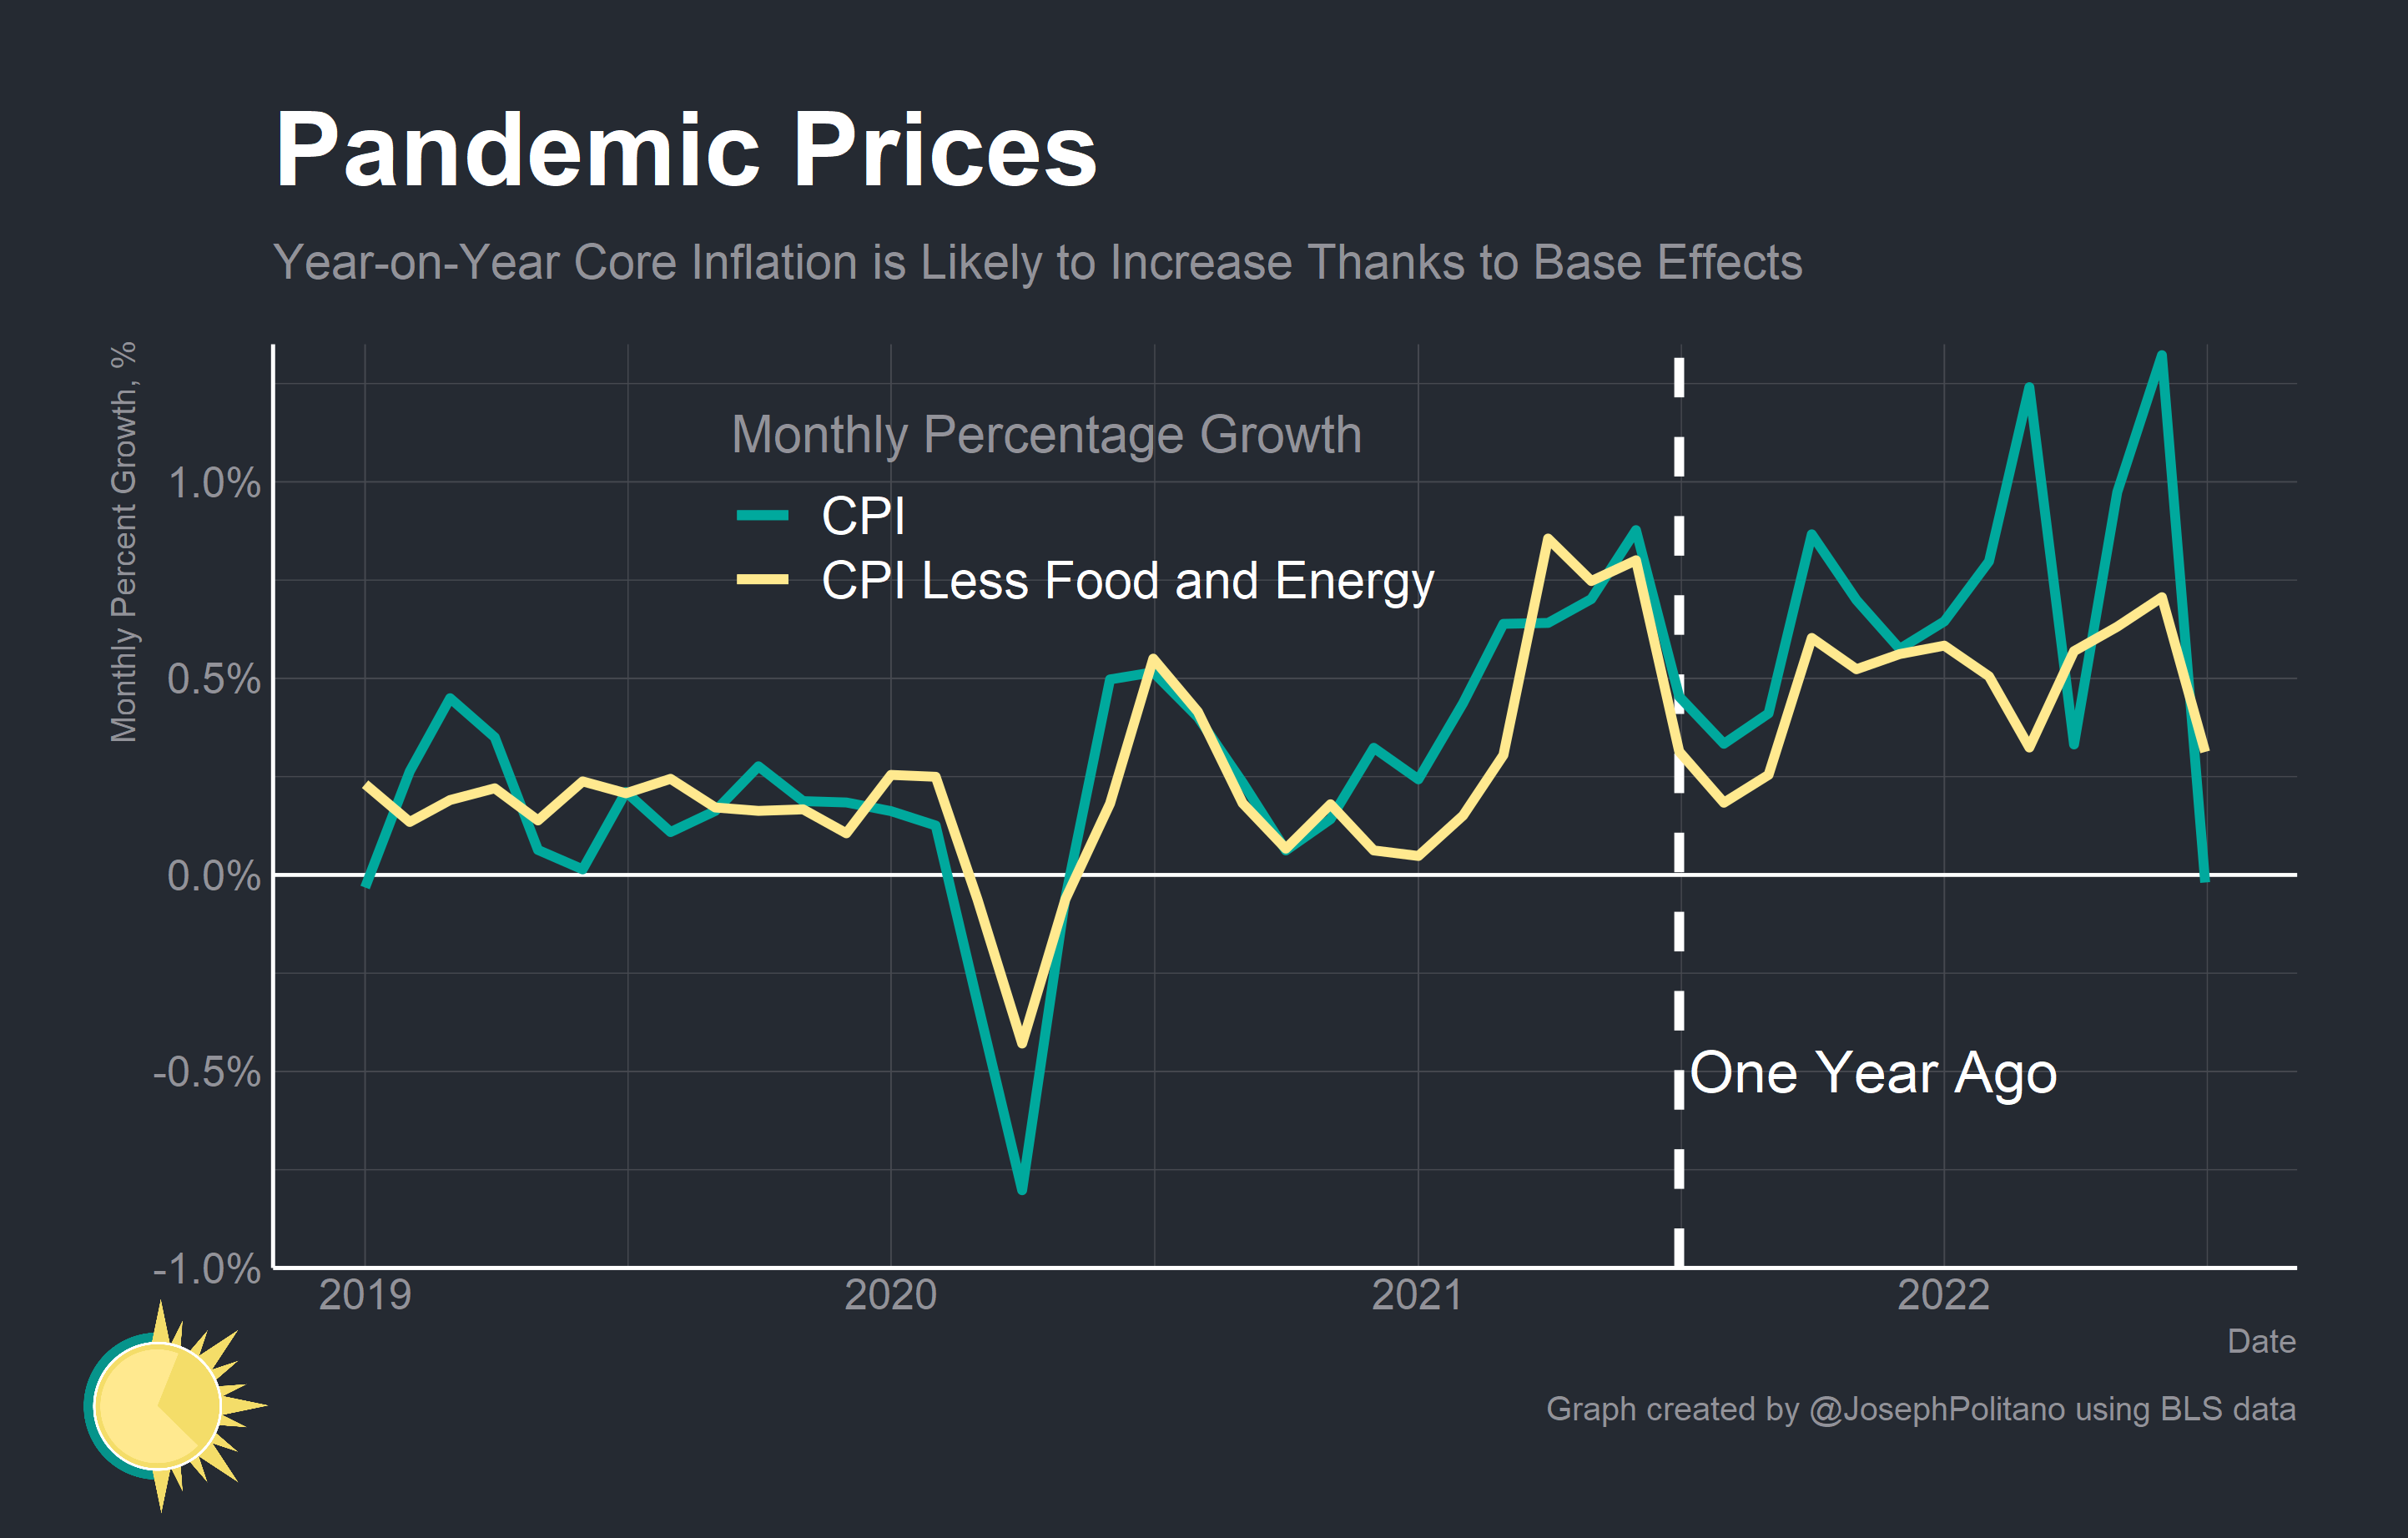 Pandemic Prices
Year-on-Year Core Inflation is Likely to Increase Thanks to Base Effects
Monthly Percent Growth, %
Monthly Percentage Growth
CPI
CPI Less Food and Energy
1.0%
0.5%
0.0%
-0.5%
-1.0%
One Year Ago
2019 2020 2021 2022
Date
Graph created by @JosephPolitano using BLS data